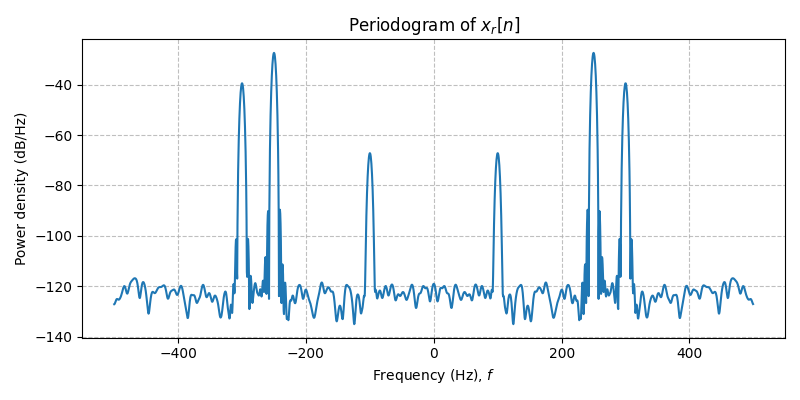 Periodogram of $x_r[n]$
Power density (dB/Hz)
−40
−60
−80
−100
−120
−140
−400 −200 0 200 400
Frequency (Hz), f